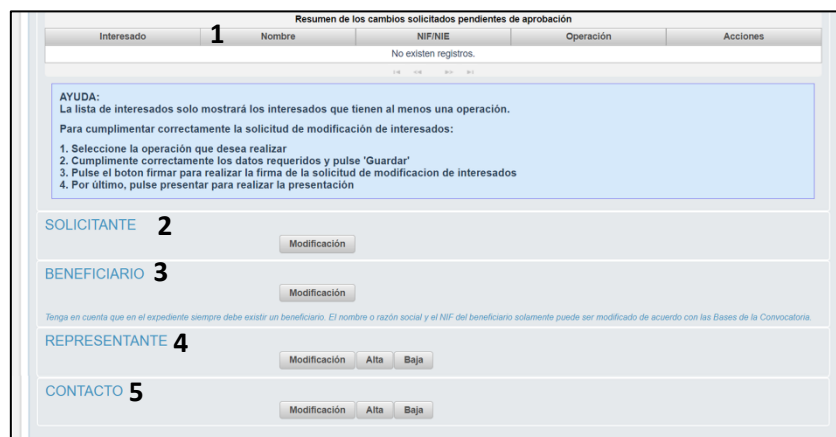 Resumen de los cambios solicitados pendientes de aprobación
Interesado 1 Nombre NIF/NIE Operación Acciones
No existen registros.
AYUDA:
La lista de interesados solo mostrará los interesados que tienen al menos una operación.
Para cumplimentar correctamente la solicitud de modificación de interesados:
1. Seleccione la operación que desea realizar
2. Cumplimente correctamente los datos requeridos y pulse 'Guardar'
3. Pulse el boton firmar para realizar la firma de la solicitud de modificacion de interesados
4. Por último, pulse presentar para realizar la presentación
SOLICITANTE 2
Modificación
BENEFICIARIO 3
Modificación
Tenga en cuenta que en el expediente siempre debe existir un beneficiario. El nombre o razón social y el NIF del beneficiario solamente puede ser modificado de acuerdo con las Bases de la Convocatoria.
REPRESENTANTE 4
Modificación Alta Baja
CONTACTO 5
Modificación Alta Baja